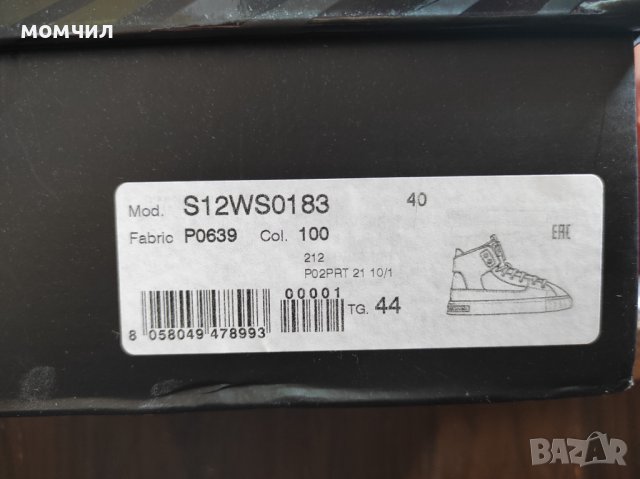 МОМЧИЛ
Mod. S12WS0183 40
Fabric P0639 Col. 100 EAC
212
P02PRT 21 10/1
00001
TG. 44
8 058049 478993
BAZAR